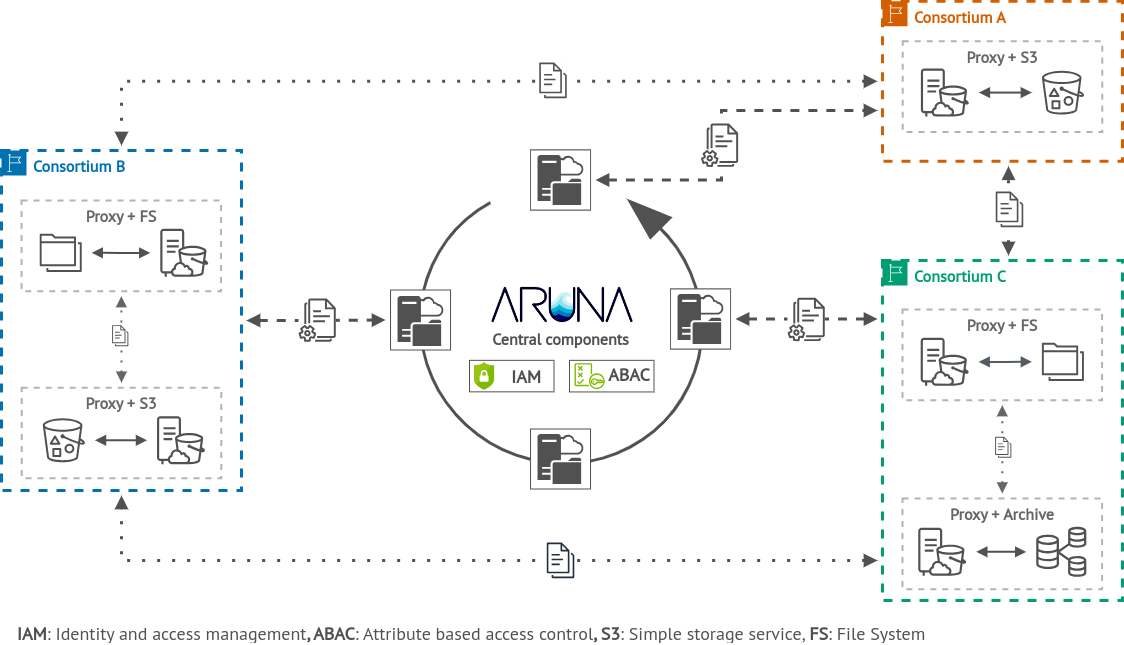 Consortium A
Proxy + S3
Consortium B
Proxy + FS
Proxy + S3
ARUNA
Central components
IAM
ABAC
Consortium C
Proxy + FS
Proxy + Archive
IAM: Identity and access management, ABAC: Attribute based access control, S3: Simple storage service, FS: File System